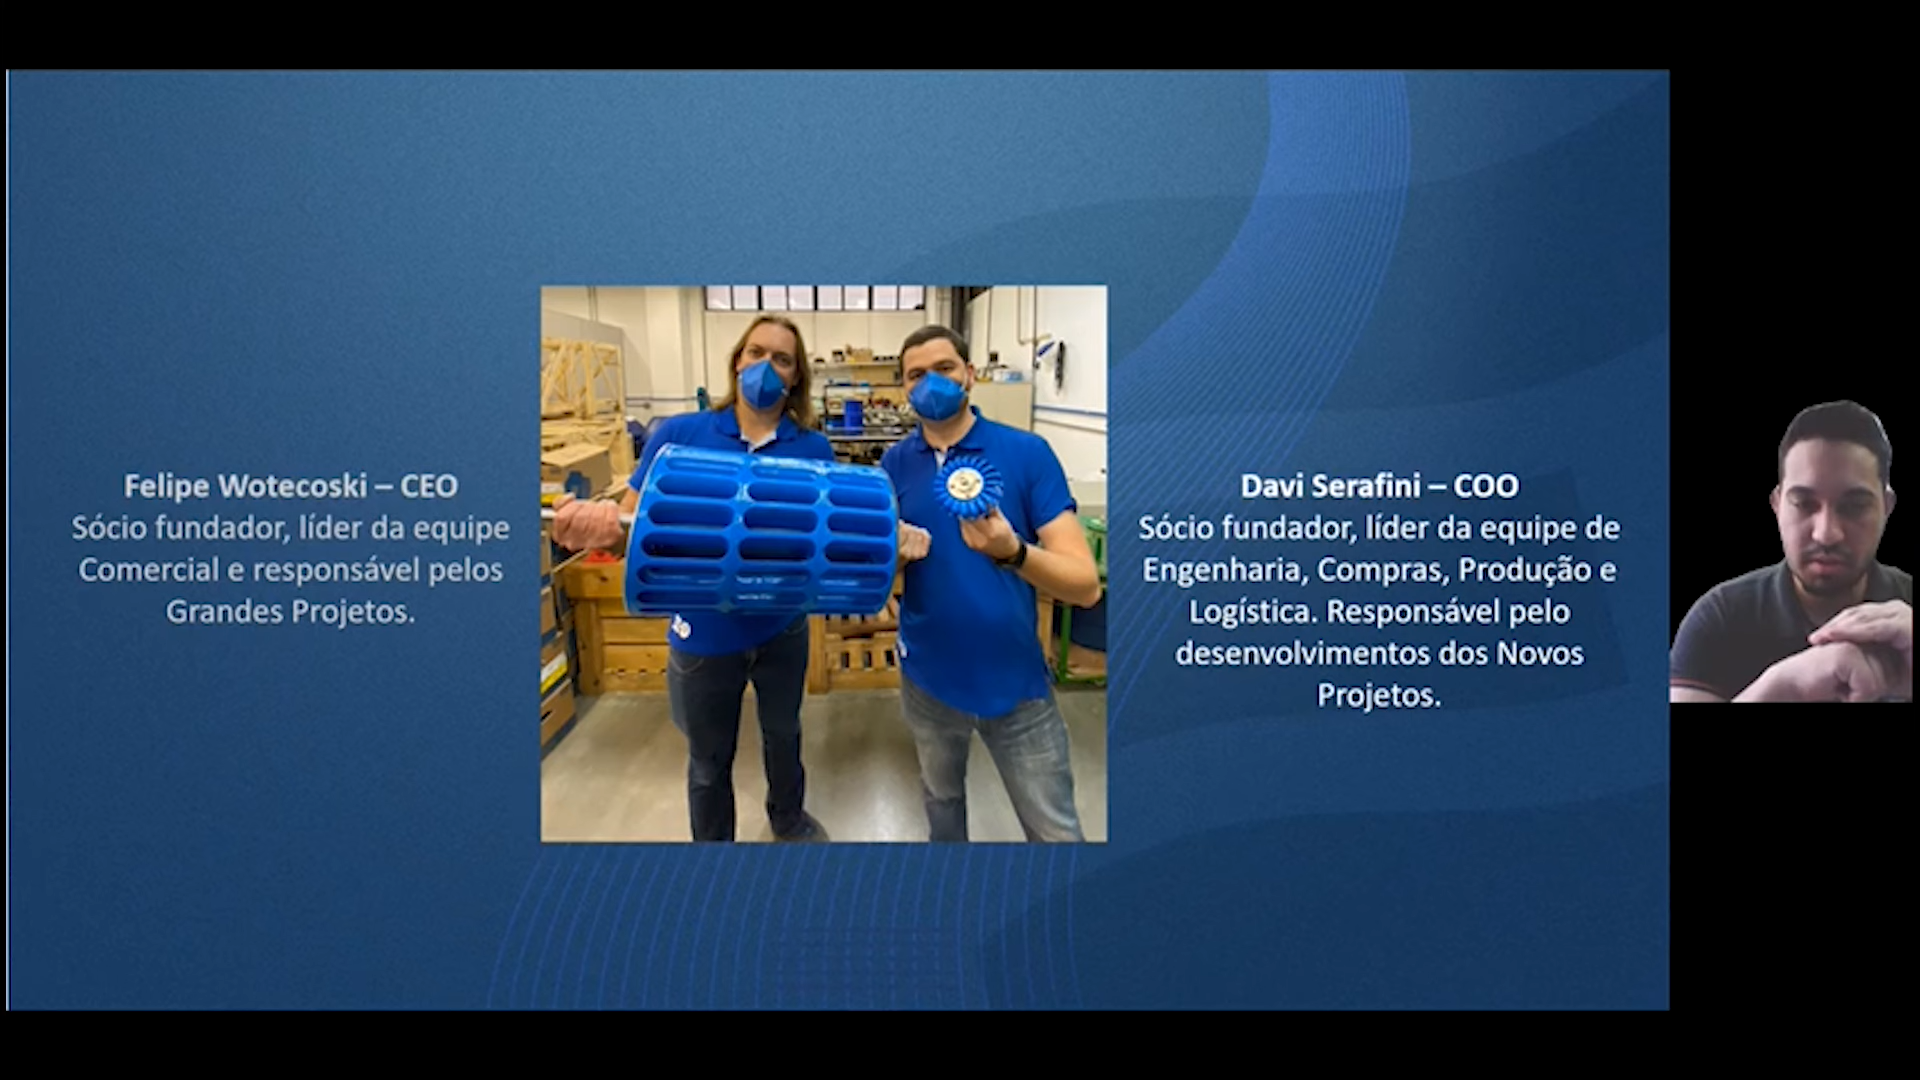 Felipe Wotecoski – CEO
Sócio fundador, líder da equipe
Comercial e responsável pelos
Grandes Projetos.
Davi Serafini – COO
Sócio fundador, líder da equipe de
Engenharia, Compras, Produção e
Logística. Responsável pelo
desenvolvimentos dos Novos
Projetos.